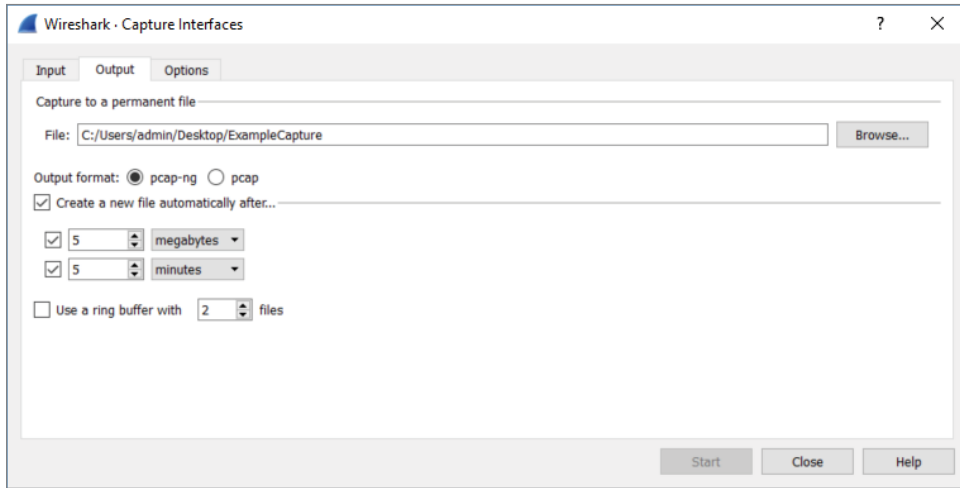 Wireshark · Capture Interfaces
Input Output Options
Capture to a permanent file
File: C:/Users/admin/Desktop/ExampleCapture Browse...
Output format: pcap-ng pcap
Create a new file automatically after...
5 megabytes
5 minutes
Use a ring buffer with 2 files
Start Close Help